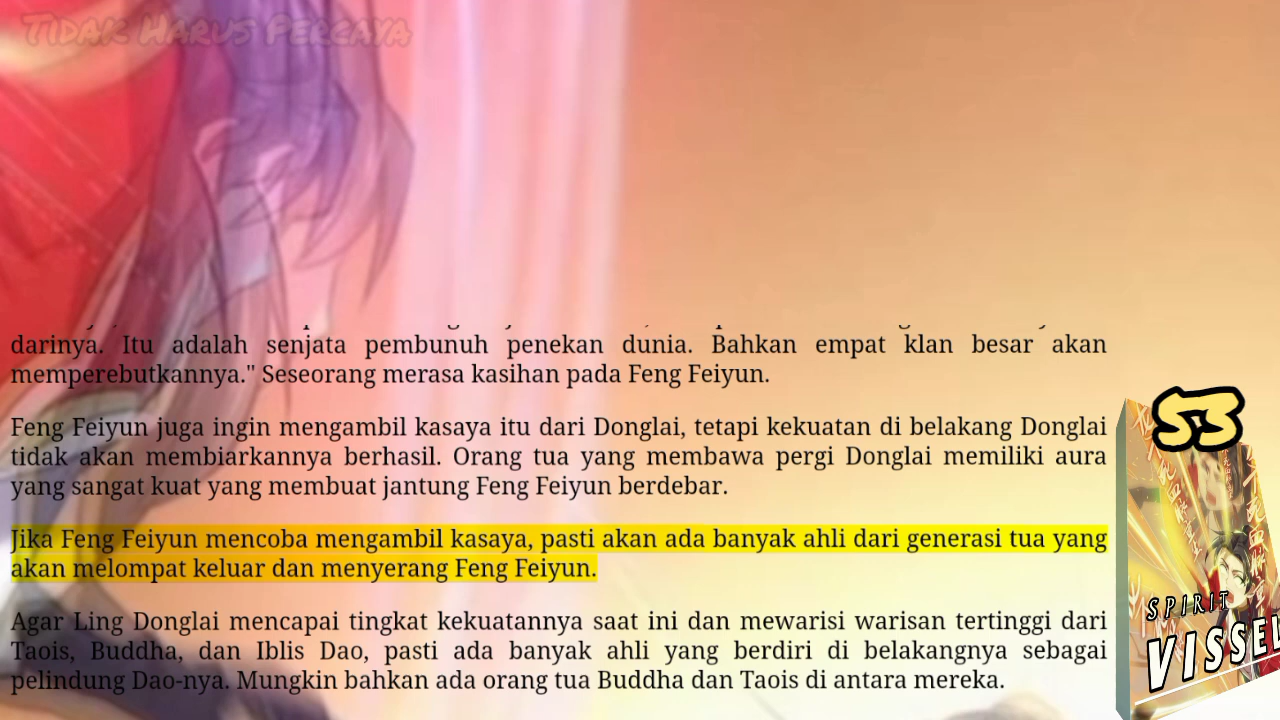 Tidak Harus Percaya
darinya. Itu adalah senjata pembunuh penekan dunia. Bahkan empat klan besar akan
memperebutkannya." Seseorang merasa kasihan pada Feng Feiyun.
Feng Feiyun juga ingin mengambil kasaya itu dari Donglai, tetapi kekuatan di belakang Donglai
tidak akan membiarkannya berhasil. Orang tua yang membawa pergi Donglai memiliki aura
yang sangat kuat yang membuat jantung Feng Feiyun berdebar.
Jika Feng Feiyun mencoba mengambil kasaya, pasti akan ada banyak ahli dari generasi tua yang
akan melompat keluar dan menyerang Feng Feiyun.
Agar Ling Donglai mencapai tingkat kekuatannya saat ini dan mewarisi warisan tertinggi dari
Taois, Buddha, dan Iblis Dao, pasti ada banyak ahli yang berdiri di belakangnya sebagai
pelindung Dao-nya. Mungkin bahkan ada orang tua Buddha dan Taois di antara mereka.
53
SPIRIT
VISSEL